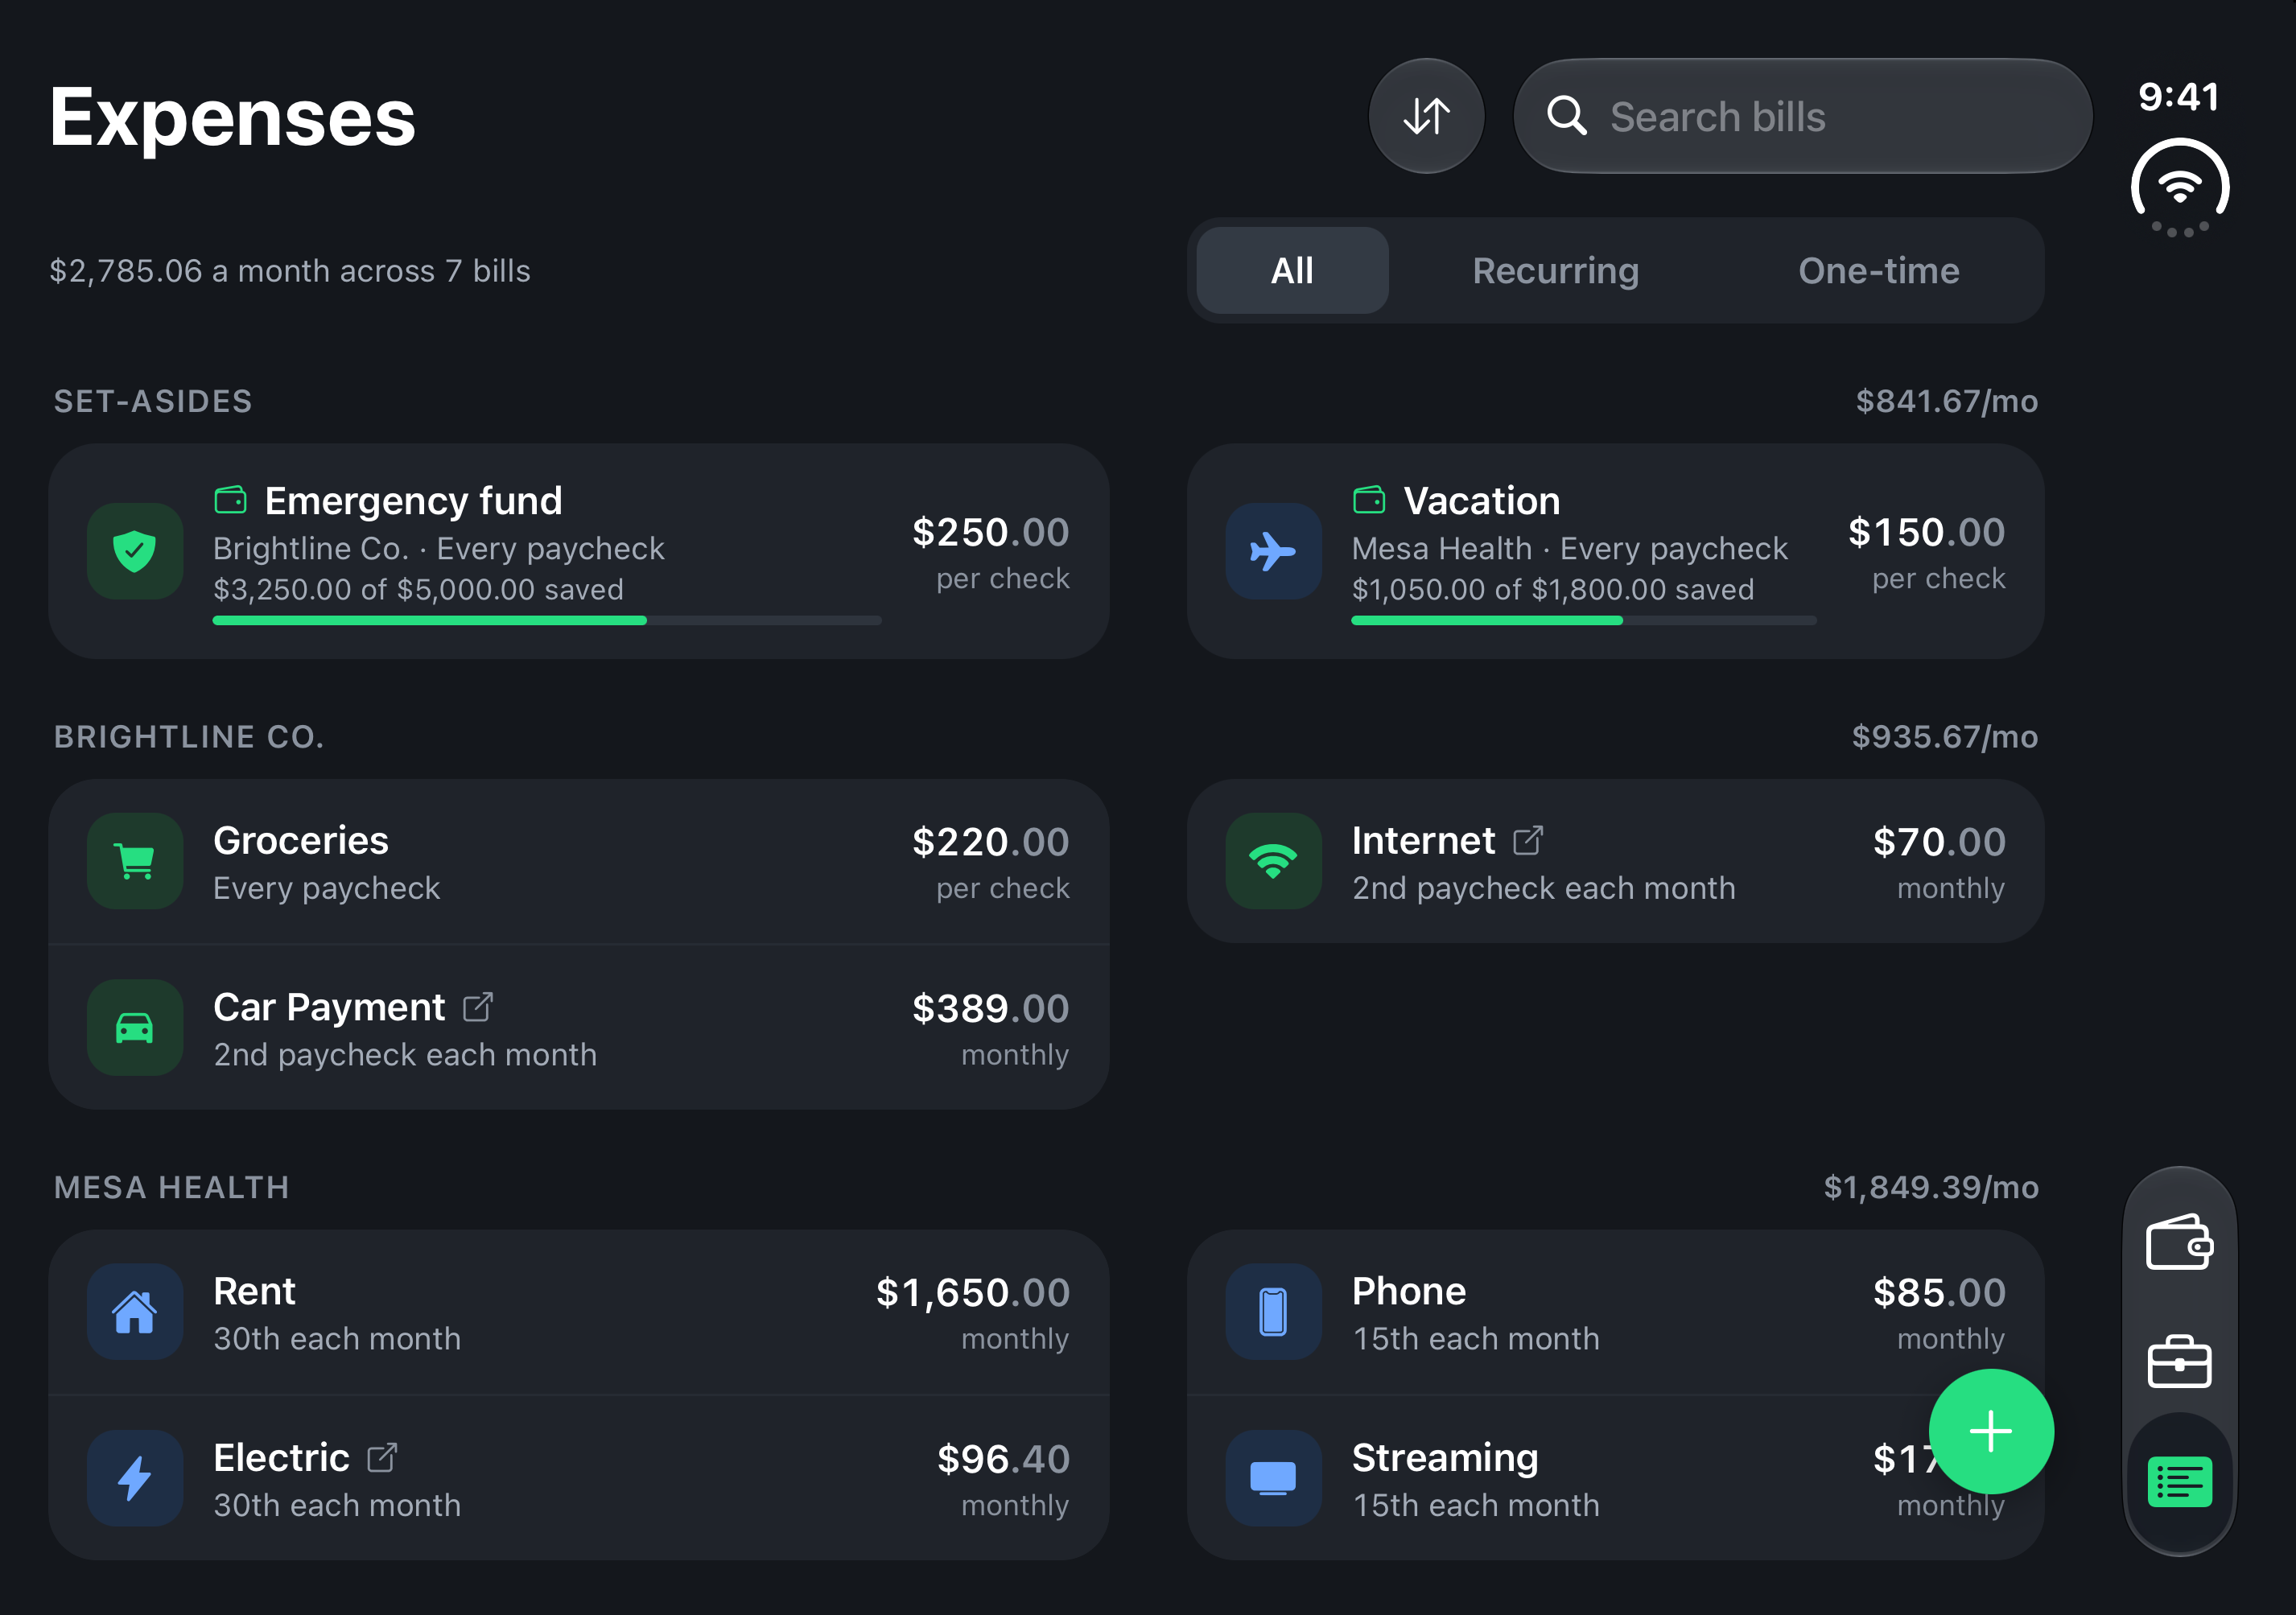 Expenses
Search bills
9:41
$2,785.06 a month across 7 bills
All
Recurring
One-time
SET-ASIDES
$841.67/mo
Emergency fund
Brightline Co. · Every paycheck
$3,250.00 of $5,000.00 saved
$250.00
per check
Vacation
Mesa Health · Every paycheck
$1,050.00 of $1,800.00 saved
$150.00
per check
BRIGHTLINE CO.
$935.67/mo
Groceries
Every paycheck
$220.00
per check
Internet
2nd paycheck each month
$70.00
monthly
Car Payment
2nd paycheck each month
$389.00
monthly
MESA HEALTH
$1,849.39/mo
Rent
30th each month
$1,650.00
monthly
Phone
15th each month
$85.00
monthly
Electric
30th each month
$96.40
monthly
Streaming
15th each month
$17
monthly